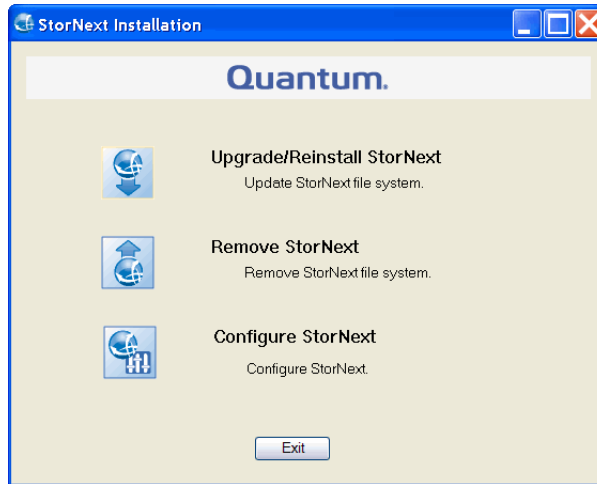 StorNext Installation
Quantum.
Upgrade/Reinstall StorNext
Update StorNext file system.
Remove StorNext
Remove StorNext file system.
Configure StorNext
Configure StorNext.
Exit